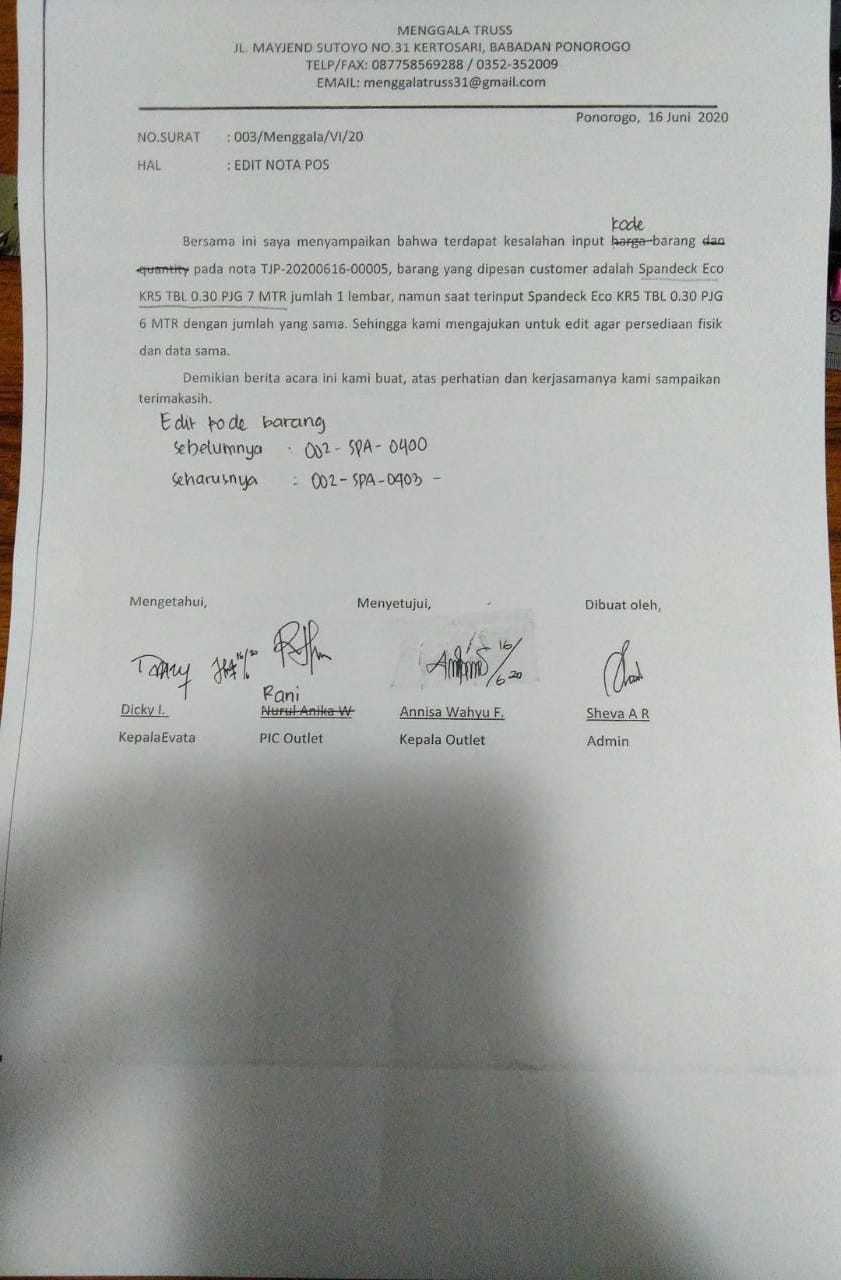 MENGGALA TRUSS
JL. MAYJEND SUTOYO NO.31 KERTOSARI, BABADAN PONOROGO
TELP/FAX: 087758569288 / 0352-352009
EMAIL: menggalatruss31@gmail.com
Ponorogo, 16 Juni 2020
NO.SURAT : 003/Menggala/VI/20
HAL : EDIT NOTA POS
kode
Bersama ini saya menyampaikan bahwa terdapat kesalahan input harga barang dan
quantity pada nota TJP-20200616-00005, barang yang dipesan customer adalah Spandeck Eco
KR5 TBL 0.30 PJG 7 MTR jumlah 1 lembar, namun saat terinput Spandeck Eco KR5 TBL 0.30 PJG
6 MTR dengan jumlah yang sama. Sehingga kami mengajukan untuk edit agar persediaan fisik
dan data sama.
Demikian berita acara ini kami buat, atas perhatian dan kerjasamanya kami sampaikan
terimakasih.
Edit kode barang
sebelumnya : 002-SPA-0400
seharusnya : 002-SPA-0403 -
Mengetahui, Menyetujui, Dibuat oleh,
16/6 20
Rani
Dicky I. Nurul Anika W Annisa Wahyu F. Sheva A R
KepalaEvata PIC Outlet Kepala Outlet Admin